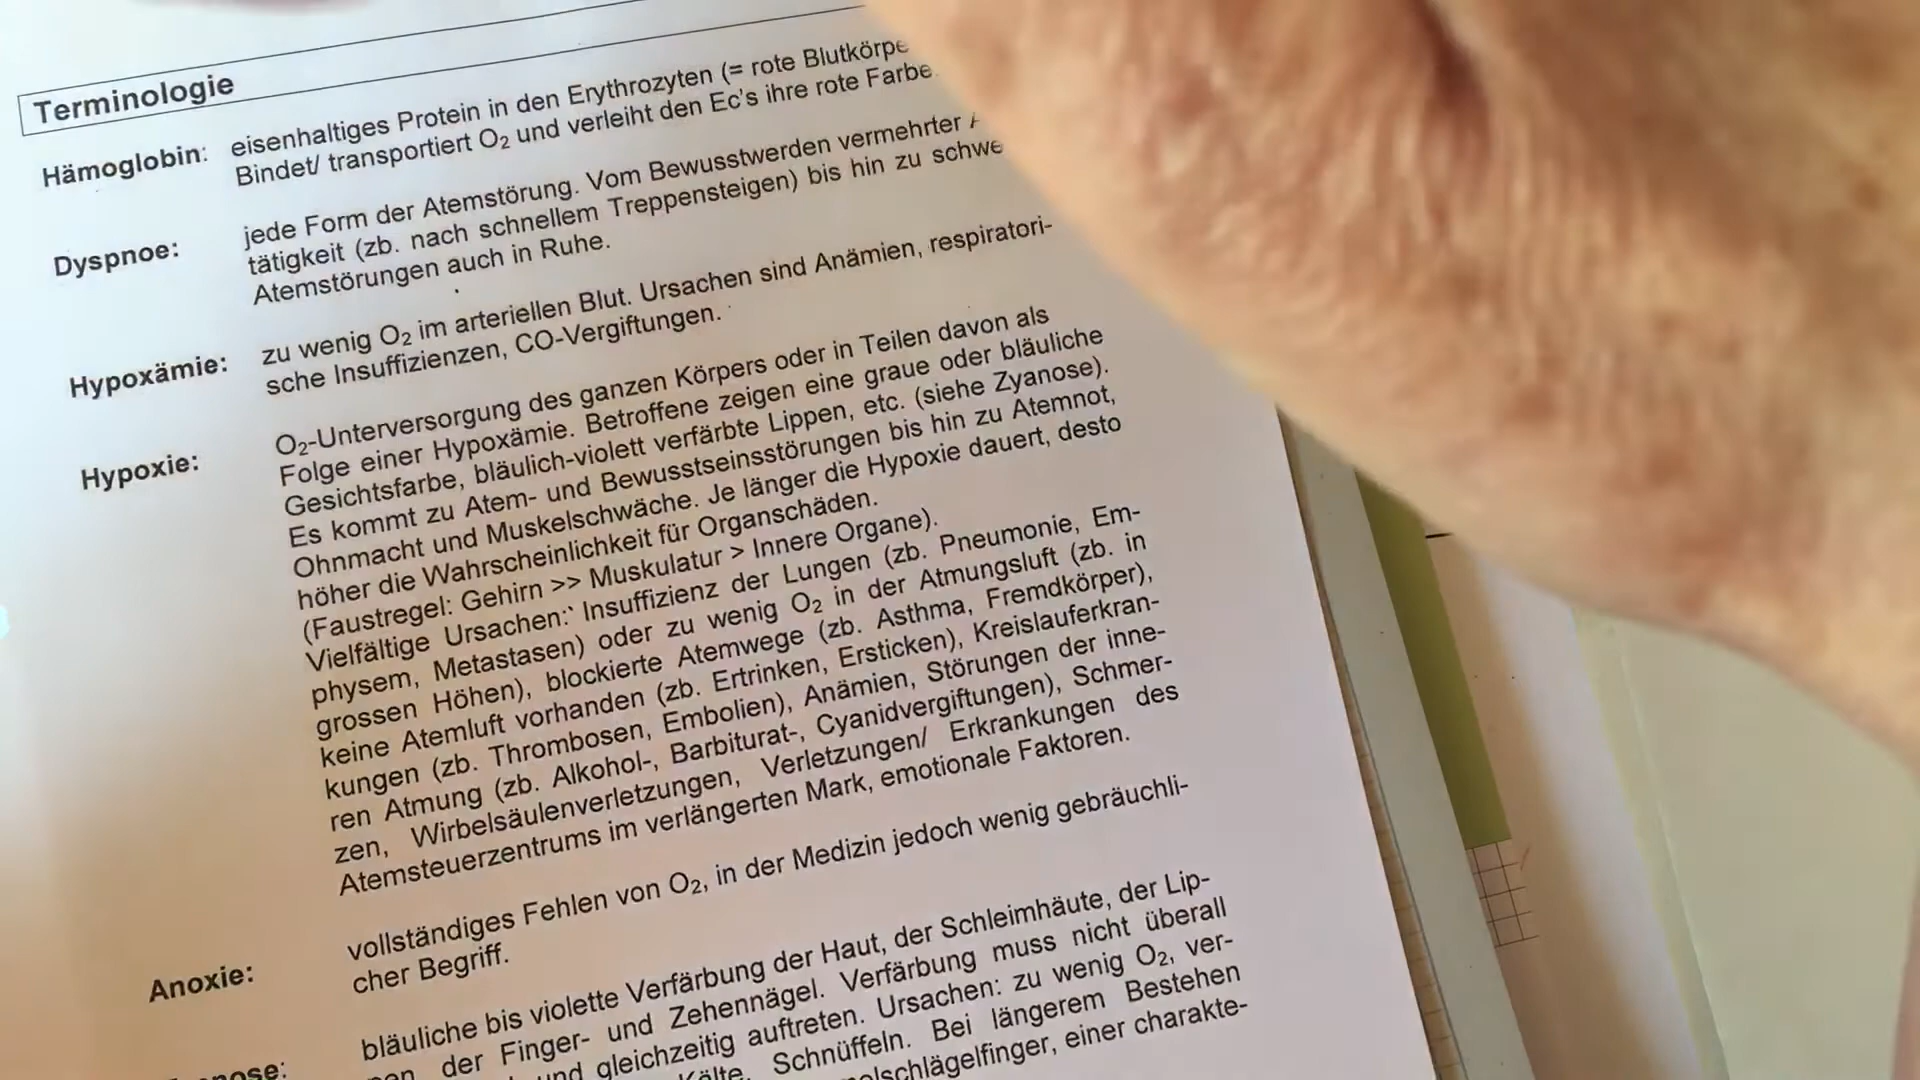 Terminologie
Hämoglobin: eisenhaltiges Protein in den Erythrozyten (= rote
Bindet/ transportiert O₂ und verleiht den Ec's ihre rote Farbe
Dyspnoe: jede Form der Atemstörung. Vom Bewusstwerden vermehrter
tätigkeit (zb. nach schnellem Treppensteigen) bis hin zu
Atemstörungen auch in Ruhe.
Hypoxämie: zu wenig O₂ im arteriellen Blut. Ursachen sind Anämien, respiratori-
sche Insuffizienzen, CO-Vergiftungen.
Hypoxie: O₂-Unterversorgung des ganzen Körpers oder in Teilen davon als
Folge einer Hypoxämie. Betroffene zeigen eine graue oder bläuliche
Gesichtsfarbe, bläulich-violett verfärbte Lippen, etc. (siehe Zyanose).
Es kommt zu Atem- und Bewusstseinsstörungen bis hin zu Atemnot,
Ohnmacht und Muskelschwäche. Je länger die Hypoxie dauert, desto
höher die Wahrscheinlichkeit für Organschäden.
(Faustregel: Gehirn >> Muskulatur > Innere Organe).
Vielfältige Ursachen: Insuffizienz der Lungen (zb. Pneumonie, Em-
physem, Metastasen) oder zu wenig O₂ in der Atmungsluft (zb. in
grossen Höhen), blockierte Atemwege (zb. Asthma, Fremdkörper),
keine Atemluft vorhanden (zb. Ertrinken, Ersticken), Kreislauferkran-
kungen (zb. Thrombosen, Embolien), Anämien, Störungen der inne-
ren Atmung (zb. Alkohol-, Barbiturat-, Cyanidvergiftungen), Schmer-
zen, Wirbelsäulenverletzungen, Verletzungen/ Erkrankungen des
Atemsteuerzentrums im verlängerten Mark, emotionale Faktoren.
Anoxie: vollständiges Fehlen von O₂, in der Medizin jedoch wenig gebräuchli-
cher Begriff.
bläuliche bis violette Verfärbung der Haut, der Schleimhäute, der Lip-
der Finger- und Zehennägel. Verfärbung muss nicht überall
und gleichzeitig auftreten. Ursachen: zu wenig O₂, ver-
Kälte, Schnüffeln. Bei längerem Bestehen
einer charakte-